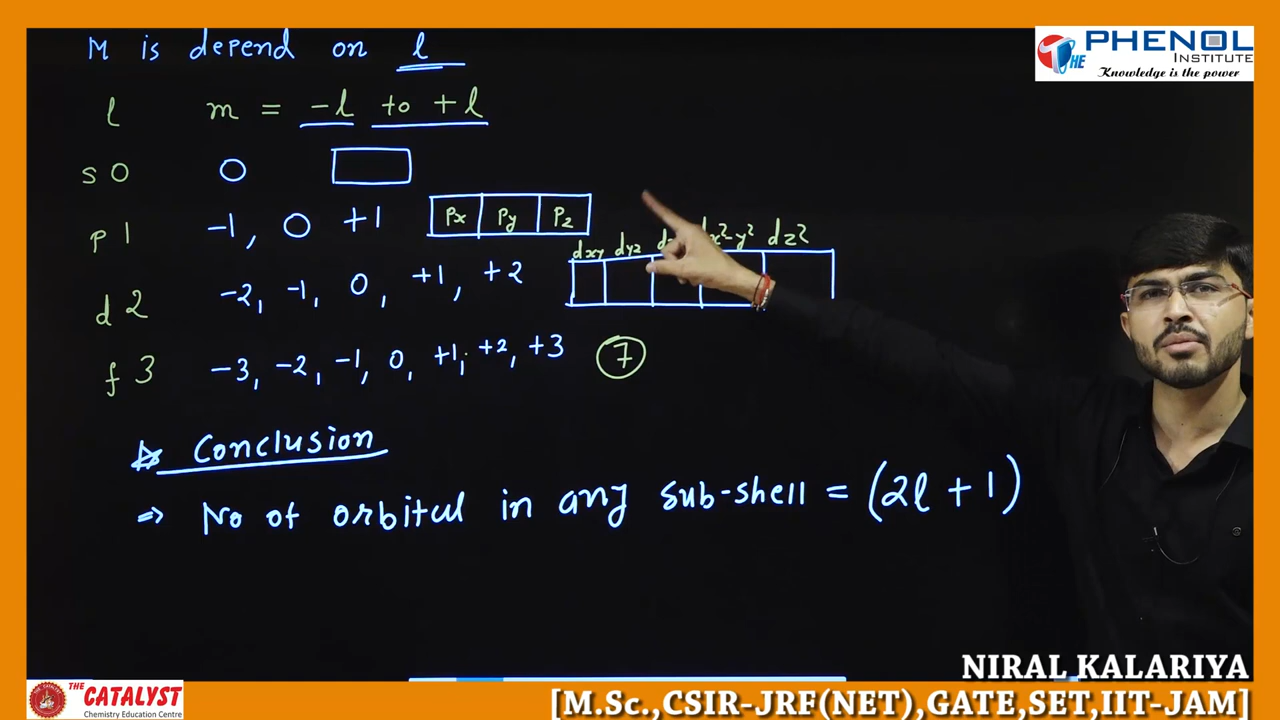 M is depend on l
PHENOL
THE
INSTITUTE
Knowledge is the power
l m = -l to +l
s 0 0
p 1 -1, 0 +1 Px Py Pz
dxy dyz x²-y² dz²
d 2 -2, -1, 0, +1, +2
f 3 -3, -2, -1, 0, +1, +2, +3 7
Conclusion
⇒ No of orbital in any sub-shell = (2l + 1)
NIRAL KALARIYA
THE CATALYST
Chemistry Education Centre
[M.Sc.,CSIR-JRF(NET),GATE,SET,IIT-JAM]